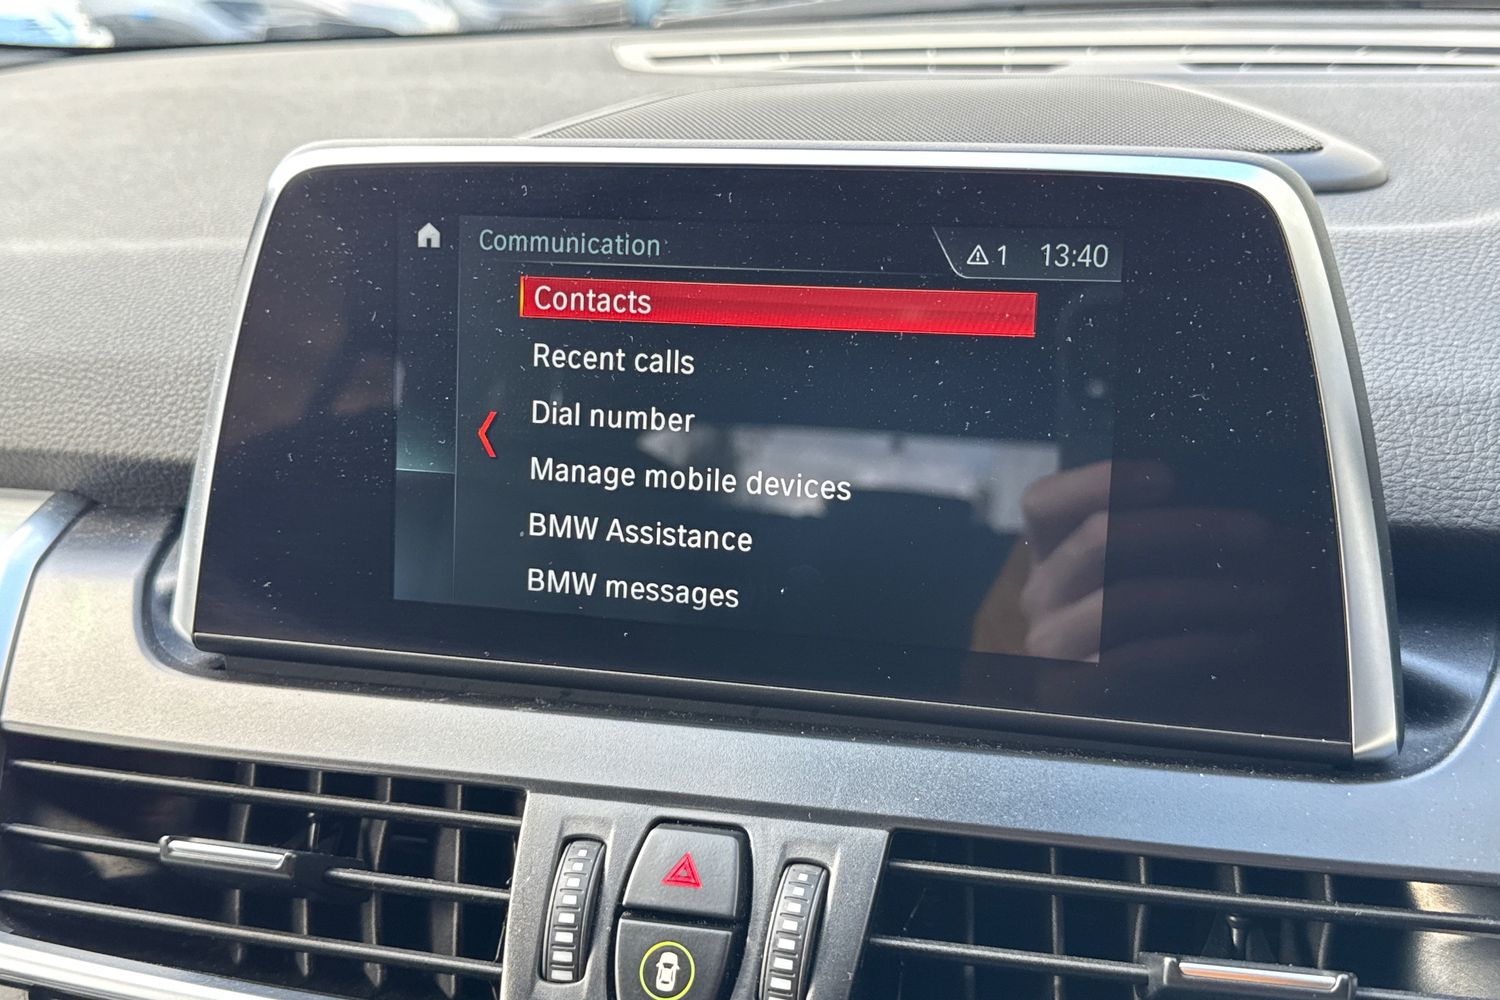 Communication
1 13:40
Contacts
Recent calls
Dial number
Manage mobile devices
BMW Assistance
BMW messages